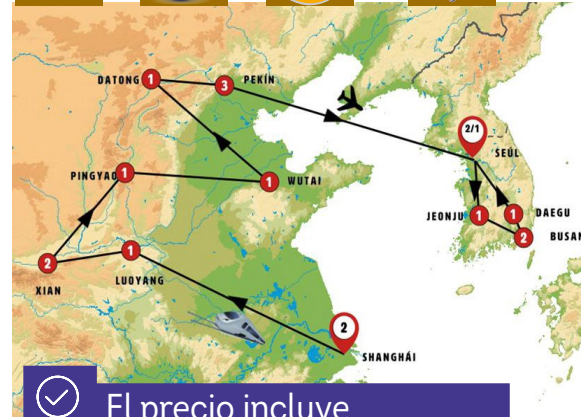 DATONG 1
3 PEKÍN
2/1
SEÚL
PINGYAO 1
1 WUTAI
JEONJU 1
1 DAEGU
2 BUSAN
2
XIAN
1
LUOYANG
2
SHANGHÁI
El precio incluye